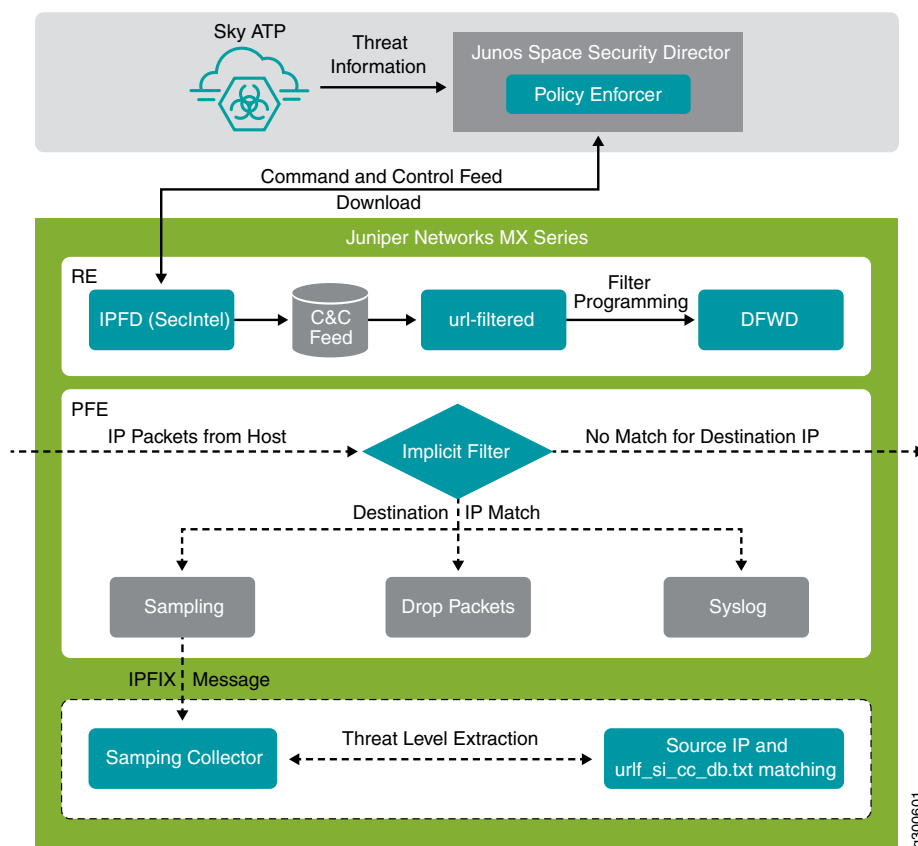 Sky ATP
Threat
Information
Junos Space Security Director
Policy Enforcer
Command and Control Feed
Download
Juniper Networks MX Series
RE
IPFD (SecIntel)
C&C
Feed
url-filtered
Filter
Programming
DFWD
PFE
IP Packets from Host
Implicit Filter
No Match for Destination IP
Destination IP Match
Sampling
Drop Packets
Syslog
IPFIX Message
Samping Collector
Threat Level Extraction
Source IP and
urlf_si_cc_db.txt matching
g300601